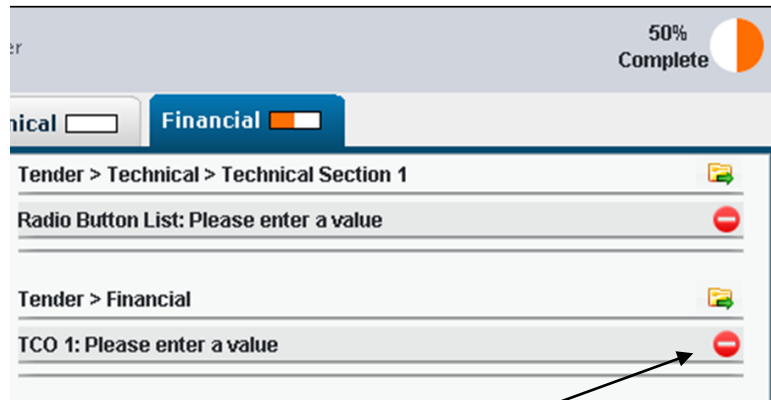 50%
Complete
er
nical
Financial
Tender > Technical > Technical Section 1
Radio Button List: Please enter a value
Tender > Financial
TCO 1: Please enter a value